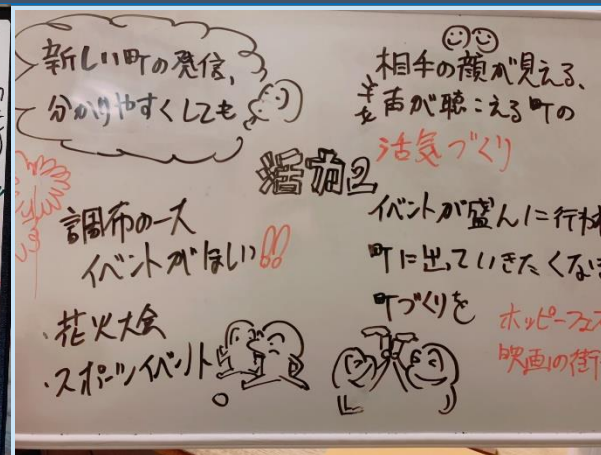 新しい町の発信、
分かりやすくしても
相手の顔が見える、
声が聴こえる町の
活気づくり
活力2
調布の一大
イベントがほしい!!
・花火大会
・スポーツイベント
イベントが盛んに行われ
町に出ていきたくなる
町づくりを
ホッピーフェス
映画の街